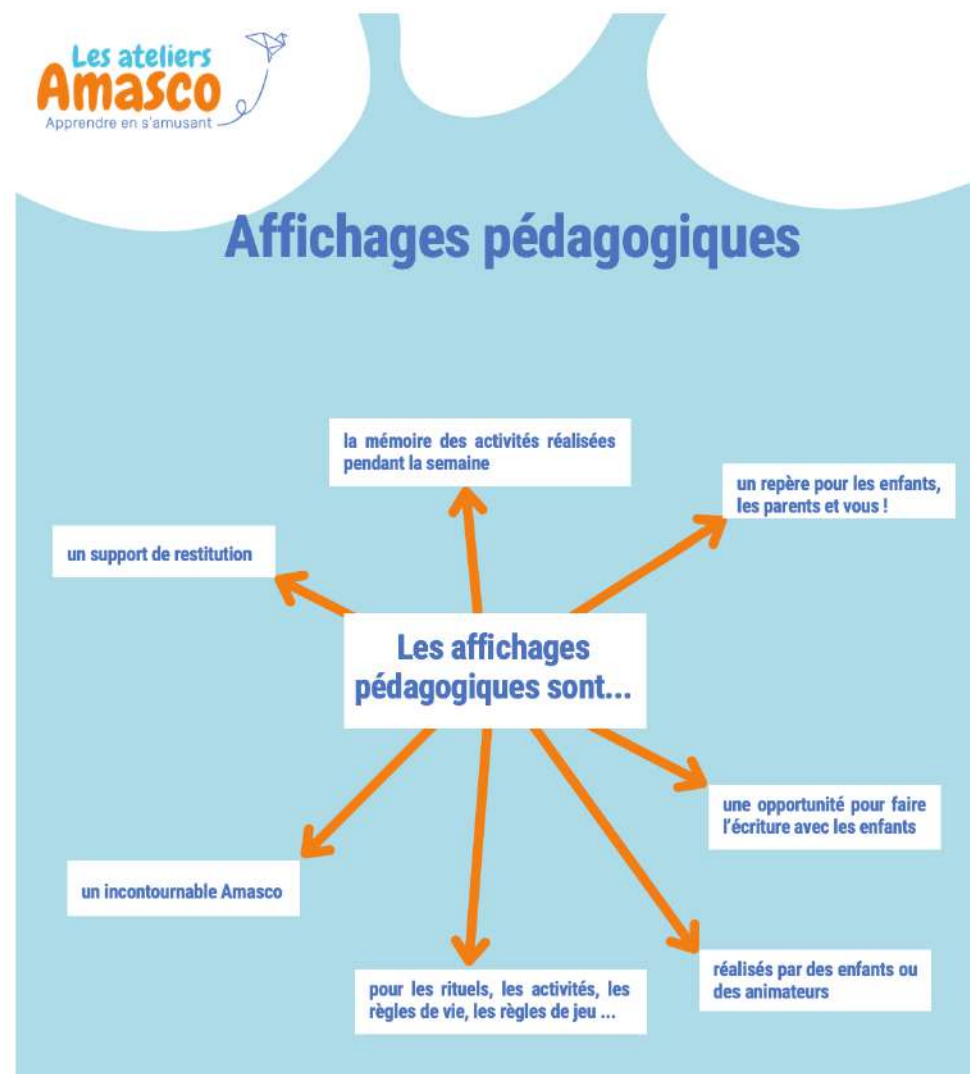 Les ateliers
Amasco
Apprendre en s'amusant
Affichages pédagogiques
la mémoire des activités réalisées
pendant la semaine
un repère pour les enfants,
les parents et vous !
un support de restitution
Les affichages
pédagogiques sont...
une opportunité pour faire
l'écriture avec les enfants
un incontournable Amasco
réalisés par des enfants ou
des animateurs
pour les rituels, les activités, les
règles de vie, les règles de jeu ...